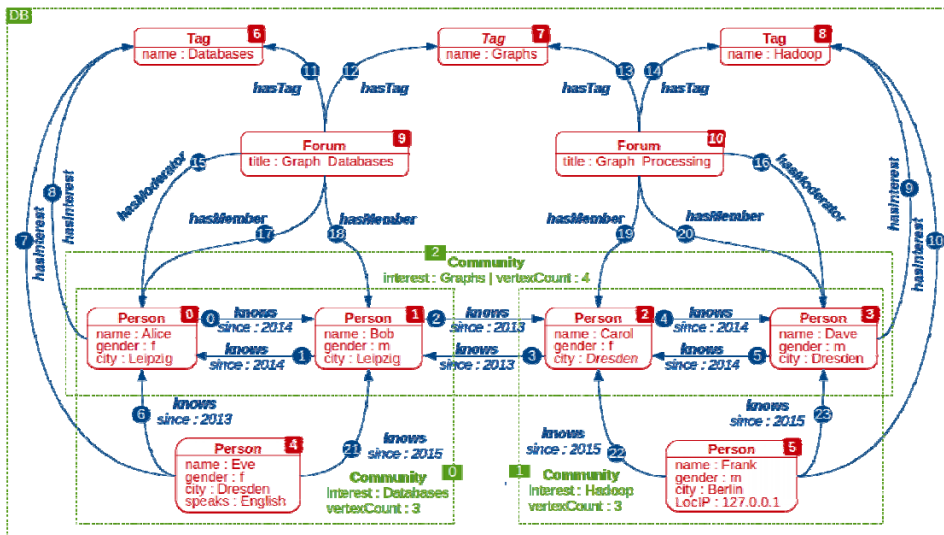 DB
Tag 6
name : Databases
Tag 7
name : Graphs
Tag 8
name : Hadoop
11 hasTag
12 hasTag
13 hasTag
14 hasTag
Forum 9
title : Graph Databases
Forum 10
title : Graph Processing
15 hasModerator
16 hasModerator
8 hasInterest
7 hasInterest
9 hasInterest
10 hasInterest
hasMember 17
hasMember 18
hasMember 19
hasMember 20
2
Community
interest : Graphs | vertexCount : 4
Person 0
name : Alice
gender : f
city : Leipzig
0 knows
since : 2014
knows 1
since : 2014
Person 1
name : Bob
gender : m
city : Leipzig
2 knows
since : 2013
knows 3
since : 2013
Person 2
name : Carol
gender : f
city : Dresden
4 knows
since : 2014
knows 5
since : 2014
Person 3
name : Dave
gender : m
city : Dresden
6 knows
since : 2013
21 knows
since : 2015
knows 22
since : 2015
knows 23
since : 2015
Person 4
name : Eve
gender : f
city : Dresden
speaks : English
Community 0
interest : Databases
vertexCount : 3
1 Community
interest : Hadoop
vertexCount : 3
Person 5
name : Frank
gender : m
city : Berlin
LocIP : 127.0.0.1